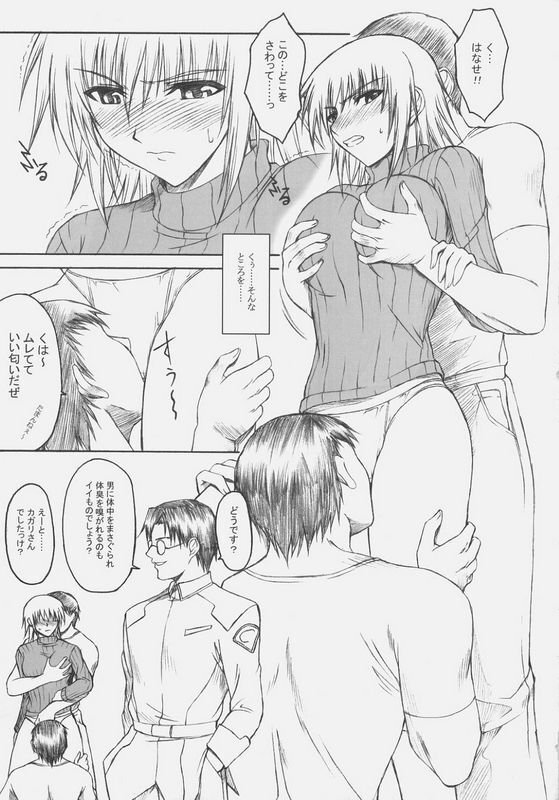 く…
はなせ!!
この…どこを
さわって……っ
くぅ……そんな
ところを……
すぅ〜
くは〜
ムレてて
いい匂いだぜ
どうです?
男に体中をまさぐられ
体臭を嗅がれるのも
イイものでしょう?
えーと……
カガリさん
でしたっけ?